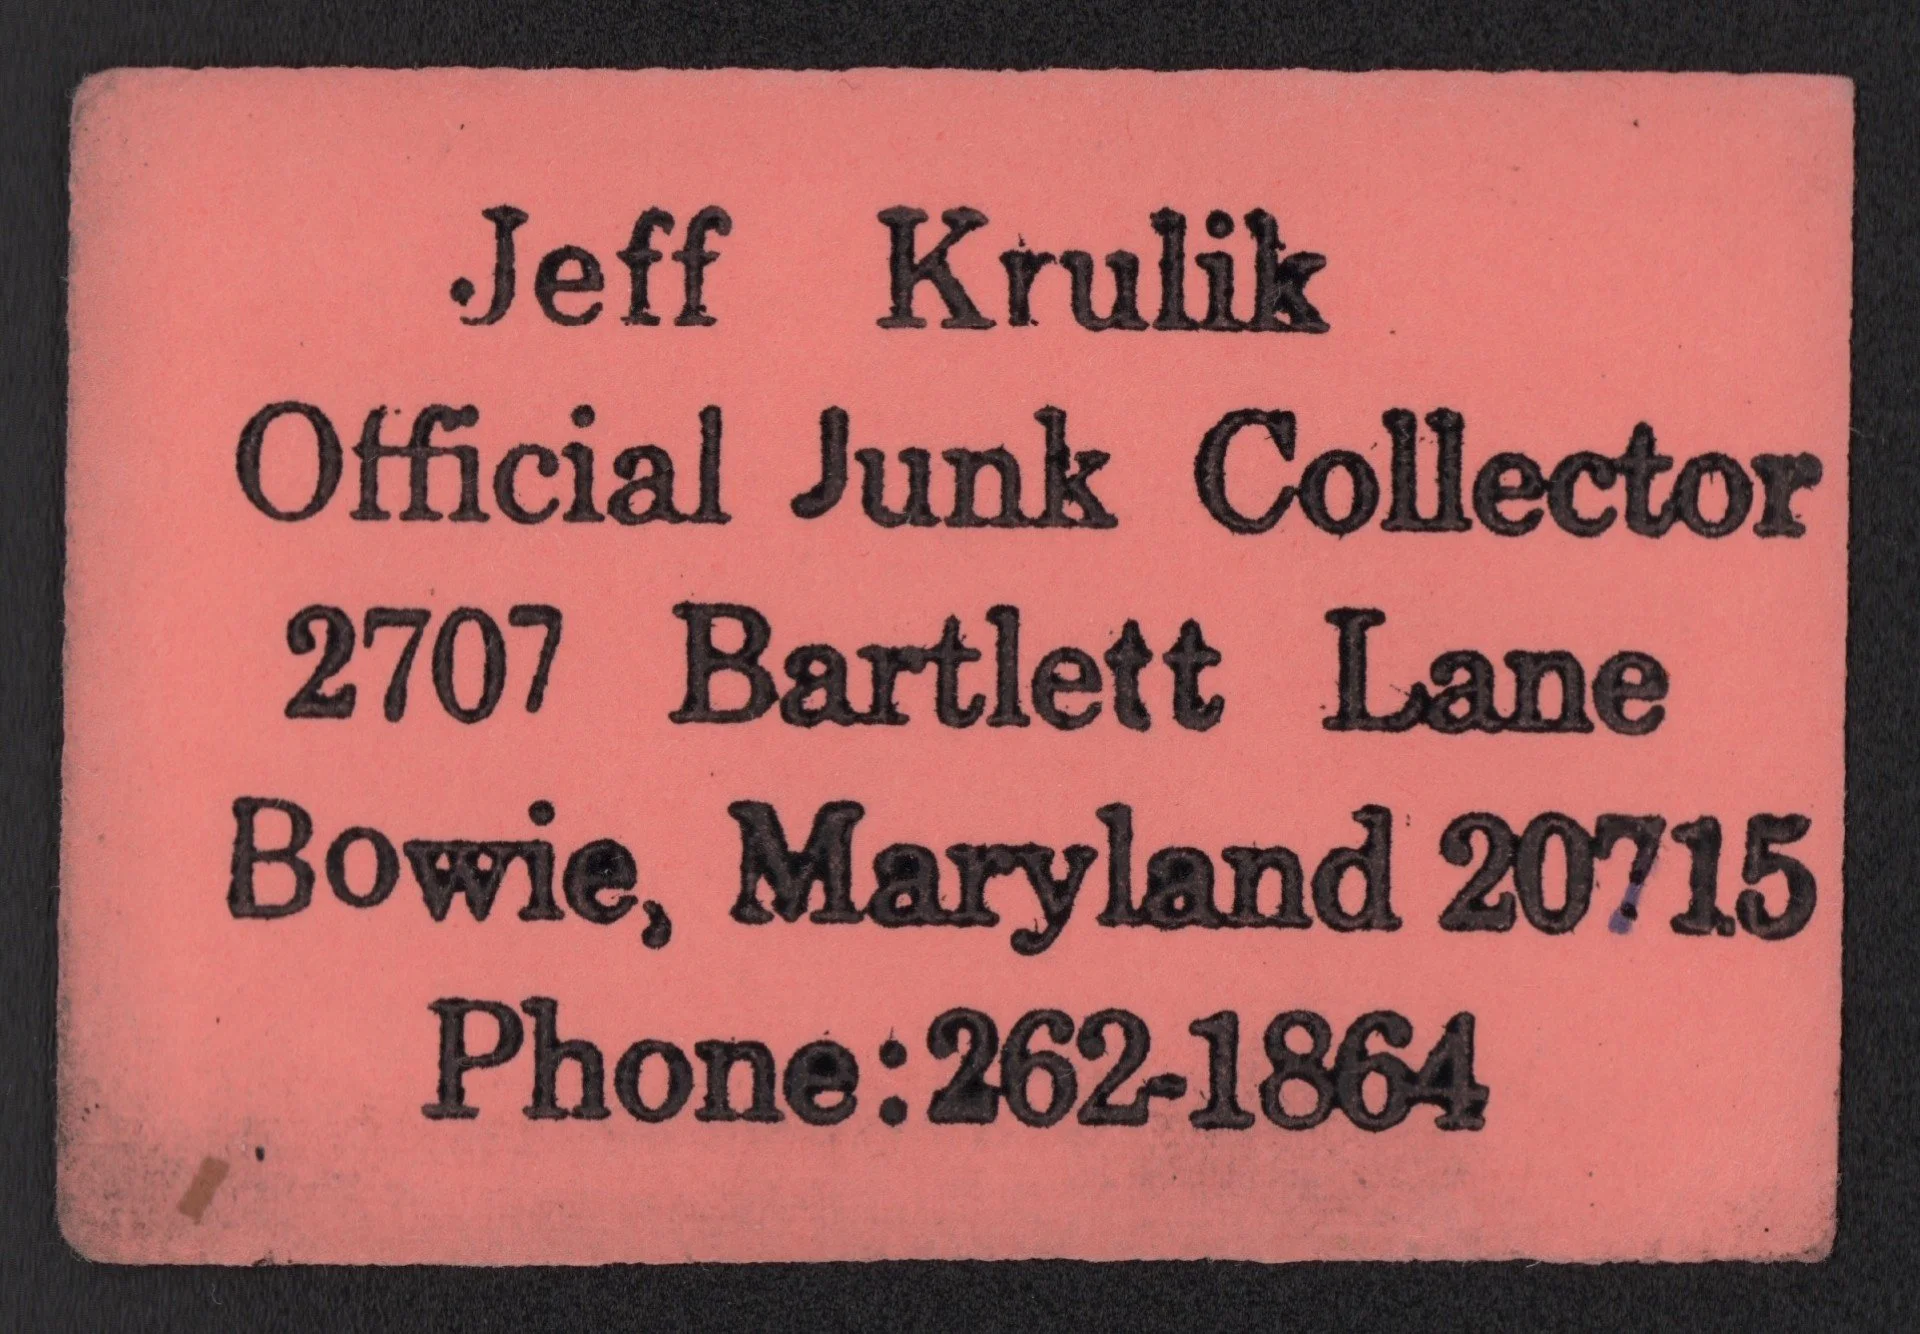 Jeff Krulik
Official Junk Collector
2707 Bartlett Lane
Bowie, Maryland 20715
Phone:262-1864